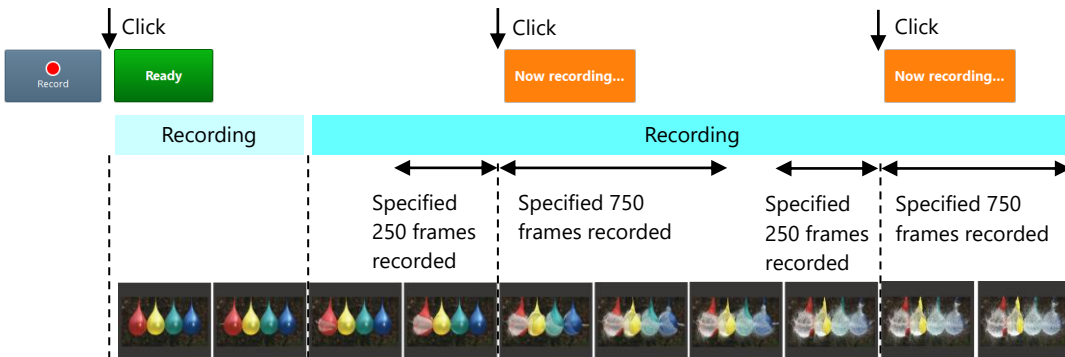 Click
Click
Click
Record
Ready
Now recording...
Now recording...
Recording
Recording
Specified
250 frames
recorded
Specified 750
frames recorded
Specified
250 frames
recorded
Specified 750
frames recorded